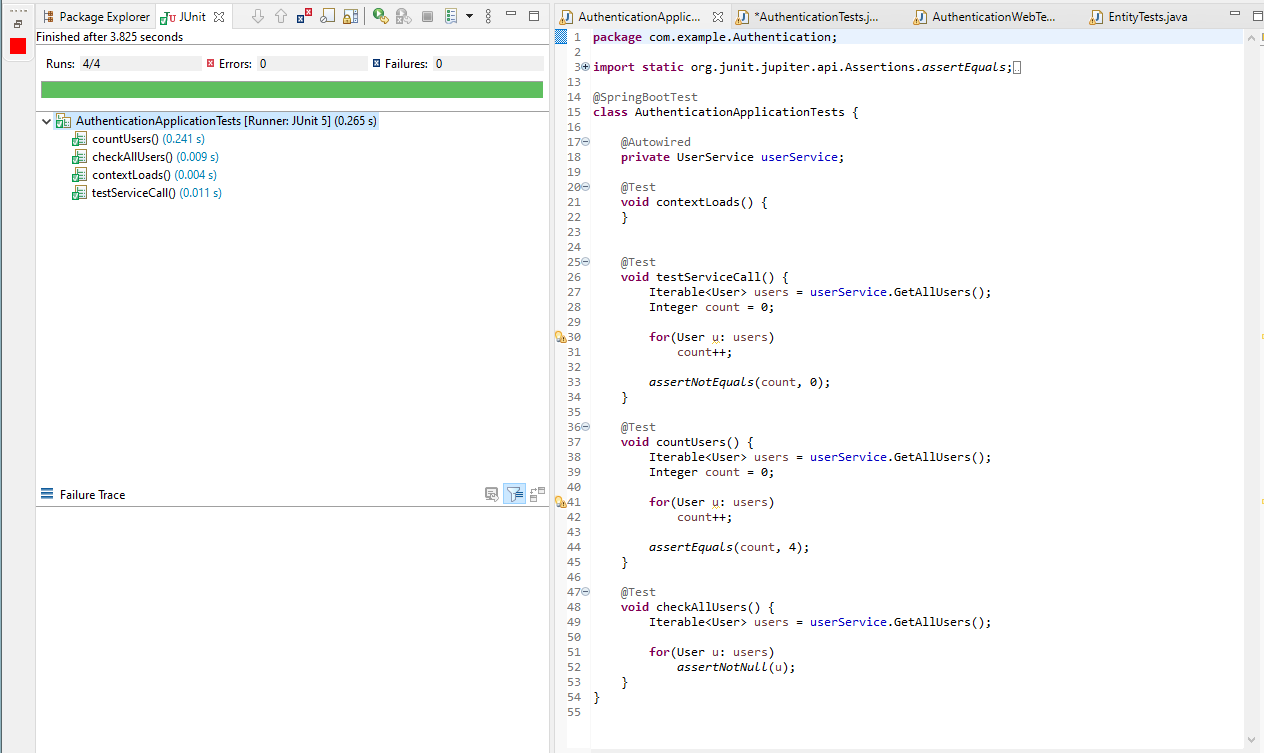 Package Explorer
JUnit
Finished after 3.825 seconds
Runs: 4/4
Errors: 0
Failures: 0
AuthenticationApplicationTests [Runner: JUnit 5] (0.265 s)
countUsers() (0.241 s)
checkAllUsers() (0.009 s)
contextLoads() (0.004 s)
testServiceCall() (0.011 s)
Failure Trace
AuthenticationApplic...
*AuthenticationTests.j...
AuthenticationWebTe...
EntityTests.java
1 package com.example.Authentication;
2
3 import static org.junit.jupiter.api.Assertions.assertEquals;
13
14 @SpringBootTest
15 class AuthenticationApplicationTests {
16
17     @Autowired
18     private UserService userService;
19
20     @Test
21     void contextLoads() {
22     }
23
24
25     @Test
26     void testServiceCall() {
27         Iterable<User> users = userService.GetAllUsers();
28         Integer count = 0;
29
30         for(User u: users)
31             count++;
32
33         assertNotEquals(count, 0);
34     }
35
36     @Test
37     void countUsers() {
38         Iterable<User> users = userService.GetAllUsers();
39         Integer count = 0;
40
41         for(User u: users)
42             count++;
43
44         assertEquals(count, 4);
45     }
46
47     @Test
48     void checkAllUsers() {
49         Iterable<User> users = userService.GetAllUsers();
50
51         for(User u: users)
52             assertNotNull(u);
53     }
54 }
55